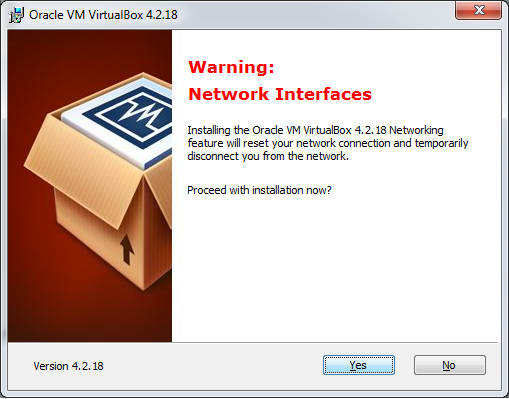 Oracle VM VirtualBox 4.2.18
Warning:
Network Interfaces
Installing the Oracle VM VirtualBox 4.2.18 Networking
feature will reset your network connection and temporarily
disconnect you from the network.
Proceed with installation now?
Version 4.2.18
Yes
No